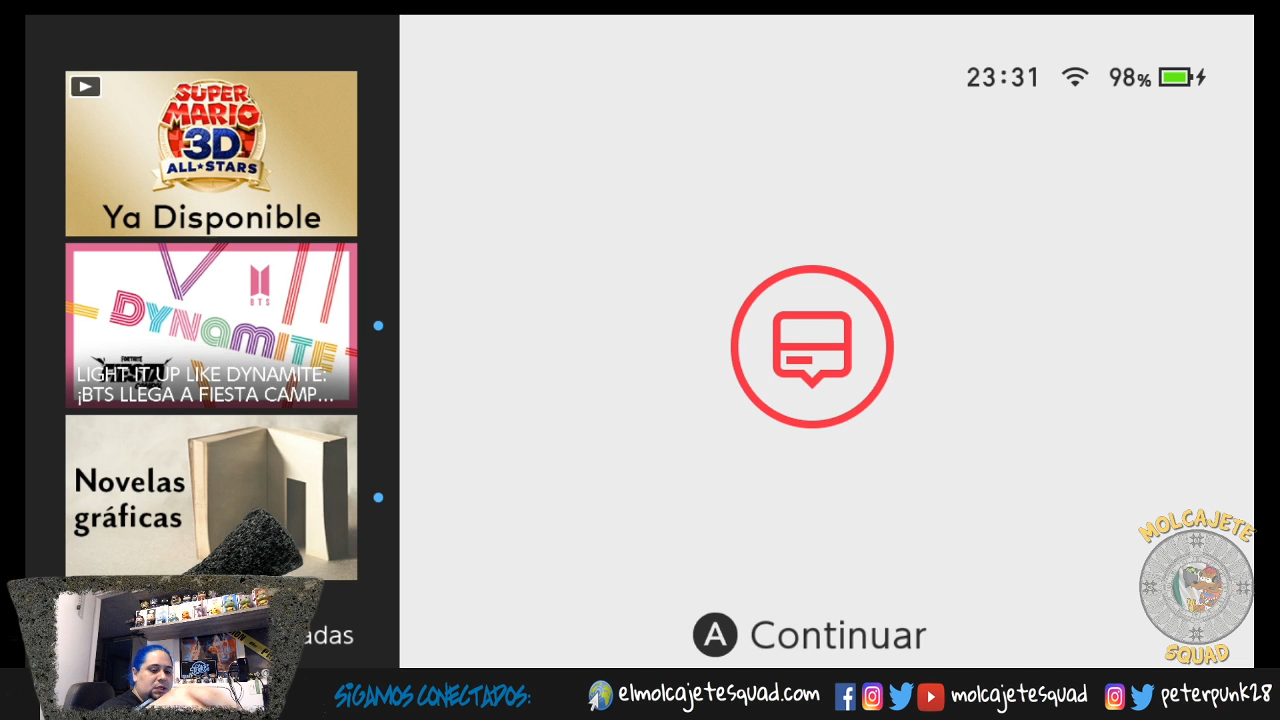 SUPER
MARIO
3D
ALL★STARS
Ya Disponible
BTS
DYNAMITE
FORTNITE
LIGHT IT UP LIKE DYNAMITE:
¡BTS LLEGA A FIESTA CAMP...
Novelas
gráficas
adas
23:31 98%
A Continuar
MOLCAJETE
SQUAD
SIGAMOS CONECTADOS: elmolcajetesquad.com molcajetesquad peterpunk28